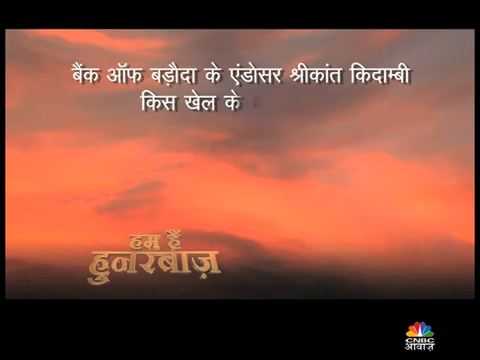 बैंक ऑफ बड़ौदा के एंडोसर श्रीकांत किदाम्बी
किस खेल के
हम हैं
हुनरबाज़
CNBC
आवाज़